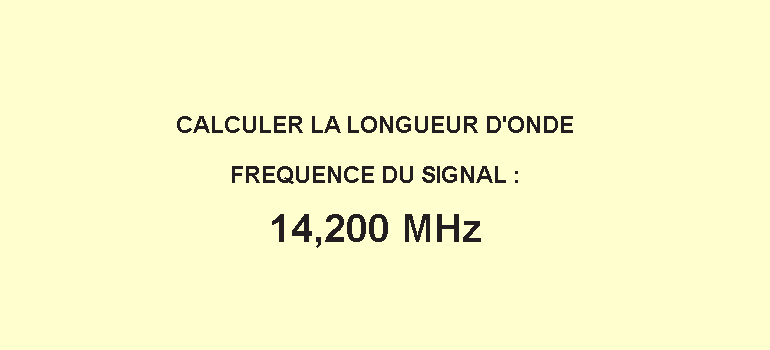 CALCULER LA LONGUEUR D'ONDE
FREQUENCE DU SIGNAL :
14,200 MHz